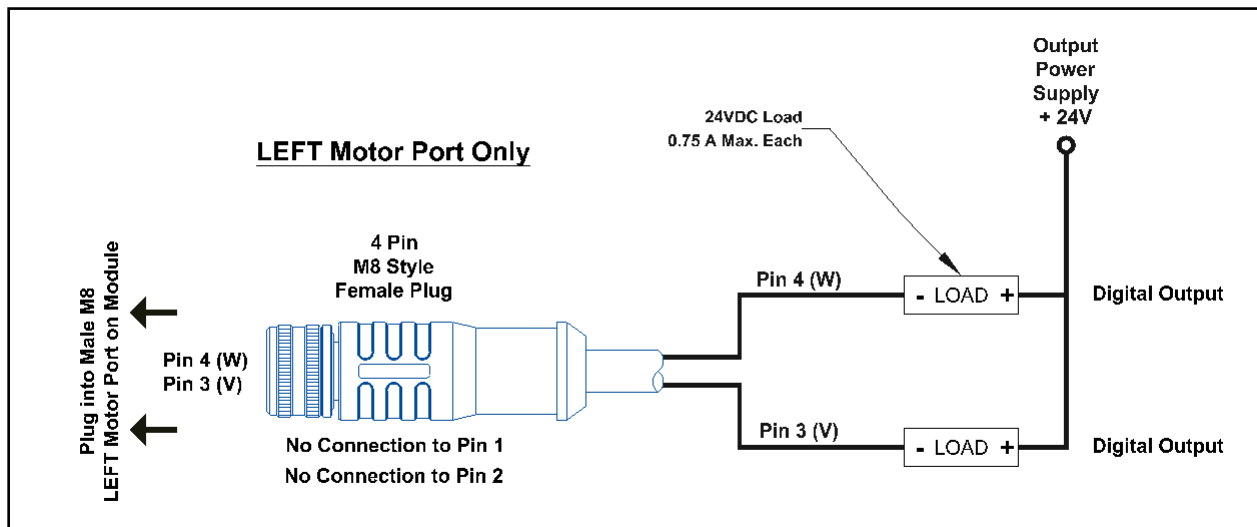 Output
Power
Supply
+ 24V
24VDC Load
0.75 A Max. Each
LEFT Motor Port Only
4 Pin
M8 Style
Female Plug
Plug into Male M8
LEFT Motor Port on Module
Pin 4 (W)
Pin 3 (V)
No Connection to Pin 1
No Connection to Pin 2
Pin 4 (W)
- LOAD +
Digital Output
Pin 3 (V)
- LOAD +
Digital Output